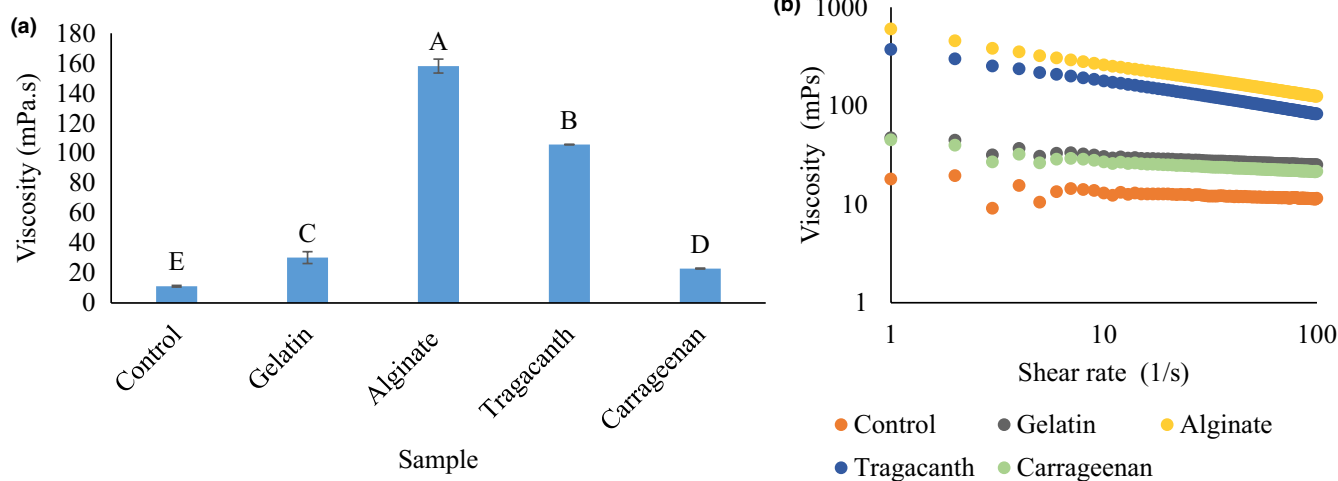 (a)
Viscosity (mPa.s)
180
160
140
120
100
80
60
40
20
0
E
C
A
B
D
Control
Gelatin
Alginate
Tragacanth
Carrageenan
Sample
(b)
Viscosity (mPs)
1000
100
10
1
1
10
100
Shear rate (1/s)
Control
Gelatin
Alginate
Tragacanth
Carrageenan